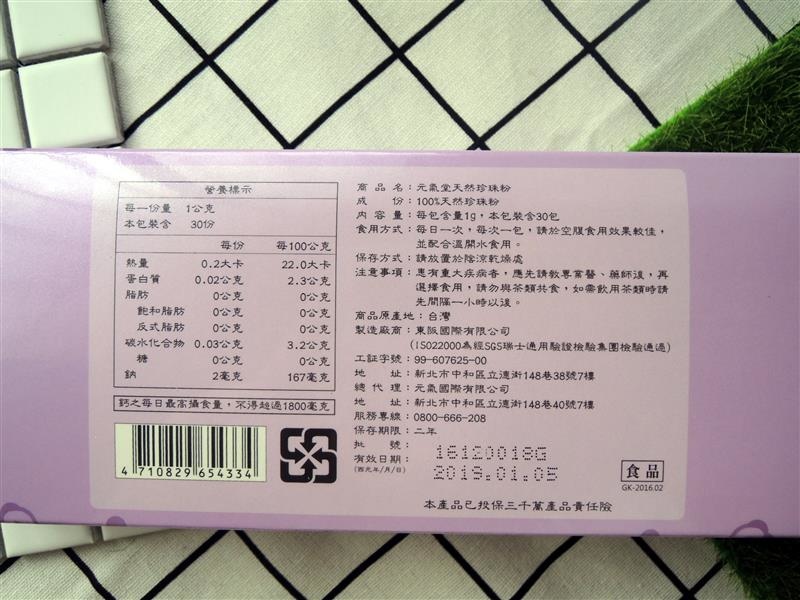 營養標示
每一份量 1公克
本包裝含 30份
每份 每100公克
熱量 0.2大卡 22.0大卡
蛋白質 0.02公克 2.3公克
脂肪 0公克 0公克
飽和脂肪 0公克 0公克
反式脂肪 0公克 0公克
碳水化合物 0.03公克 3.2公克
糖 0公克 0公克
鈉 2毫克 167毫克
鈣之每日最高攝食量，不得超過1800毫克
4 710829 654334
商品名：元氣堂天然珍珠粉
成份：100%天然珍珠粉
內容量：每包含量1g，本包裝含30包
食用方式：每日一次，每次一包，請於空腹食用效果較佳，
並配合溫開水食用。
保存方式：請放置於陰涼乾燥處
注意事項：患有重大疾病者，應先請教專業醫、藥師後，再
選擇食用，請勿與茶類共食，如需飲用茶類時請
先間隔一小時以後。
商品原產地：台灣
製造廠商：東阪國際有限公司
(ISO22000為經SGS瑞士通用驗證檢驗集團檢驗通過)
工証字號：99-607625-00
地址：新北市中和區立德街148巷38號7樓
總代理：元氣國際有限公司
地址：新北市中和區立德街148巷40號7樓
服務專線：0800-666-208
保存期限：二年
批號：16120018G
有效日期：2019.01.05
(西元年/月/日)
食品
GK-2016.02
本產品已投保三千萬產品責任險